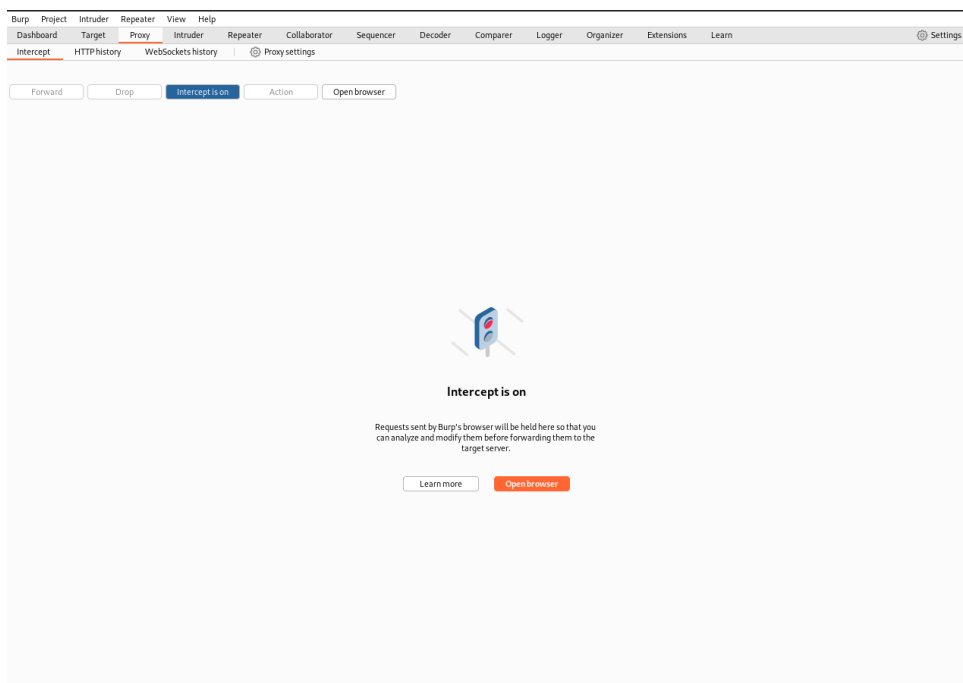 Burp Project Intruder Repeater View Help
Dashboard Target Proxy Intruder Repeater Collaborator Sequencer Decoder Comparer Logger Organizer Extensions Learn Settings
Intercept HTTP history WebSockets history Proxy settings
Forward Drop Intercept is on Action Open browser
Intercept is on
Requests sent by Burp's browser will be held here so that you
can analyze and modify them before forwarding them to the
target server.
Learn more Open browser